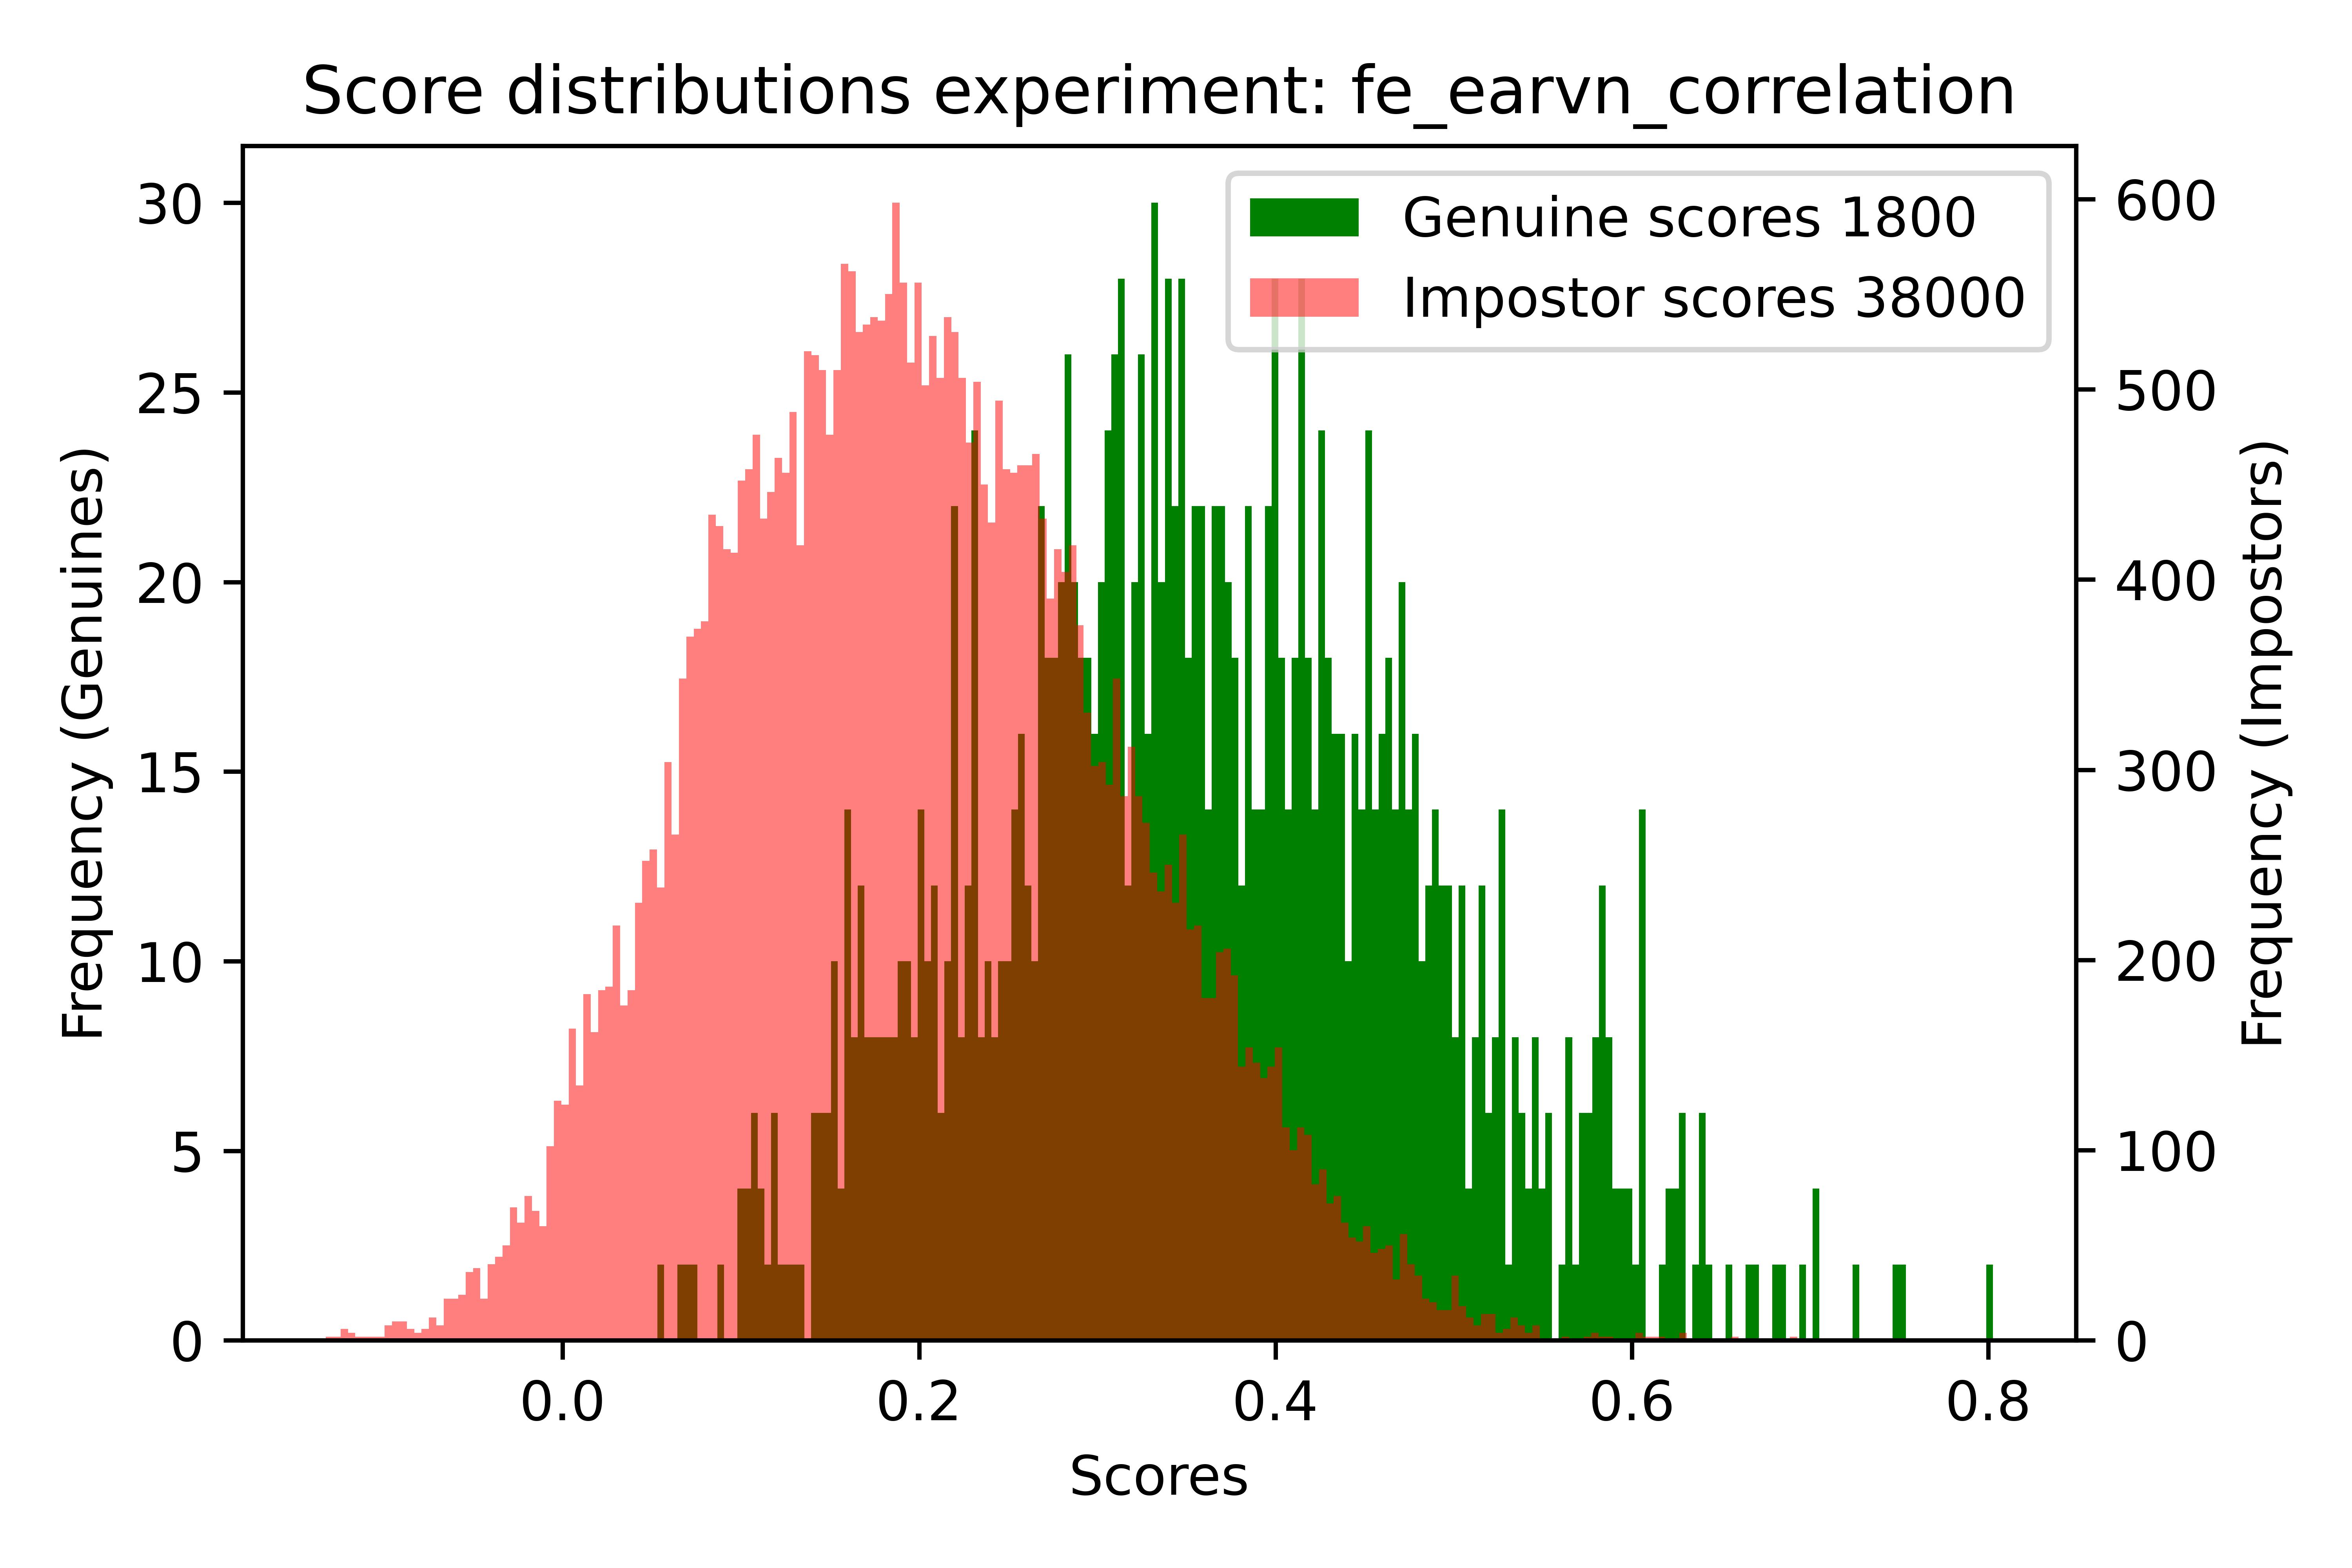 Score distributions experiment: fe_earvn_correlation
Genuine scores 1800
Impostor scores 38000
Frequency (Genuines)
30
25
20
15
10
5
0
600
500
400
300
200
100
0
Frequency (Impostors)
0.0 0.2 0.4 0.6 0.8
Scores